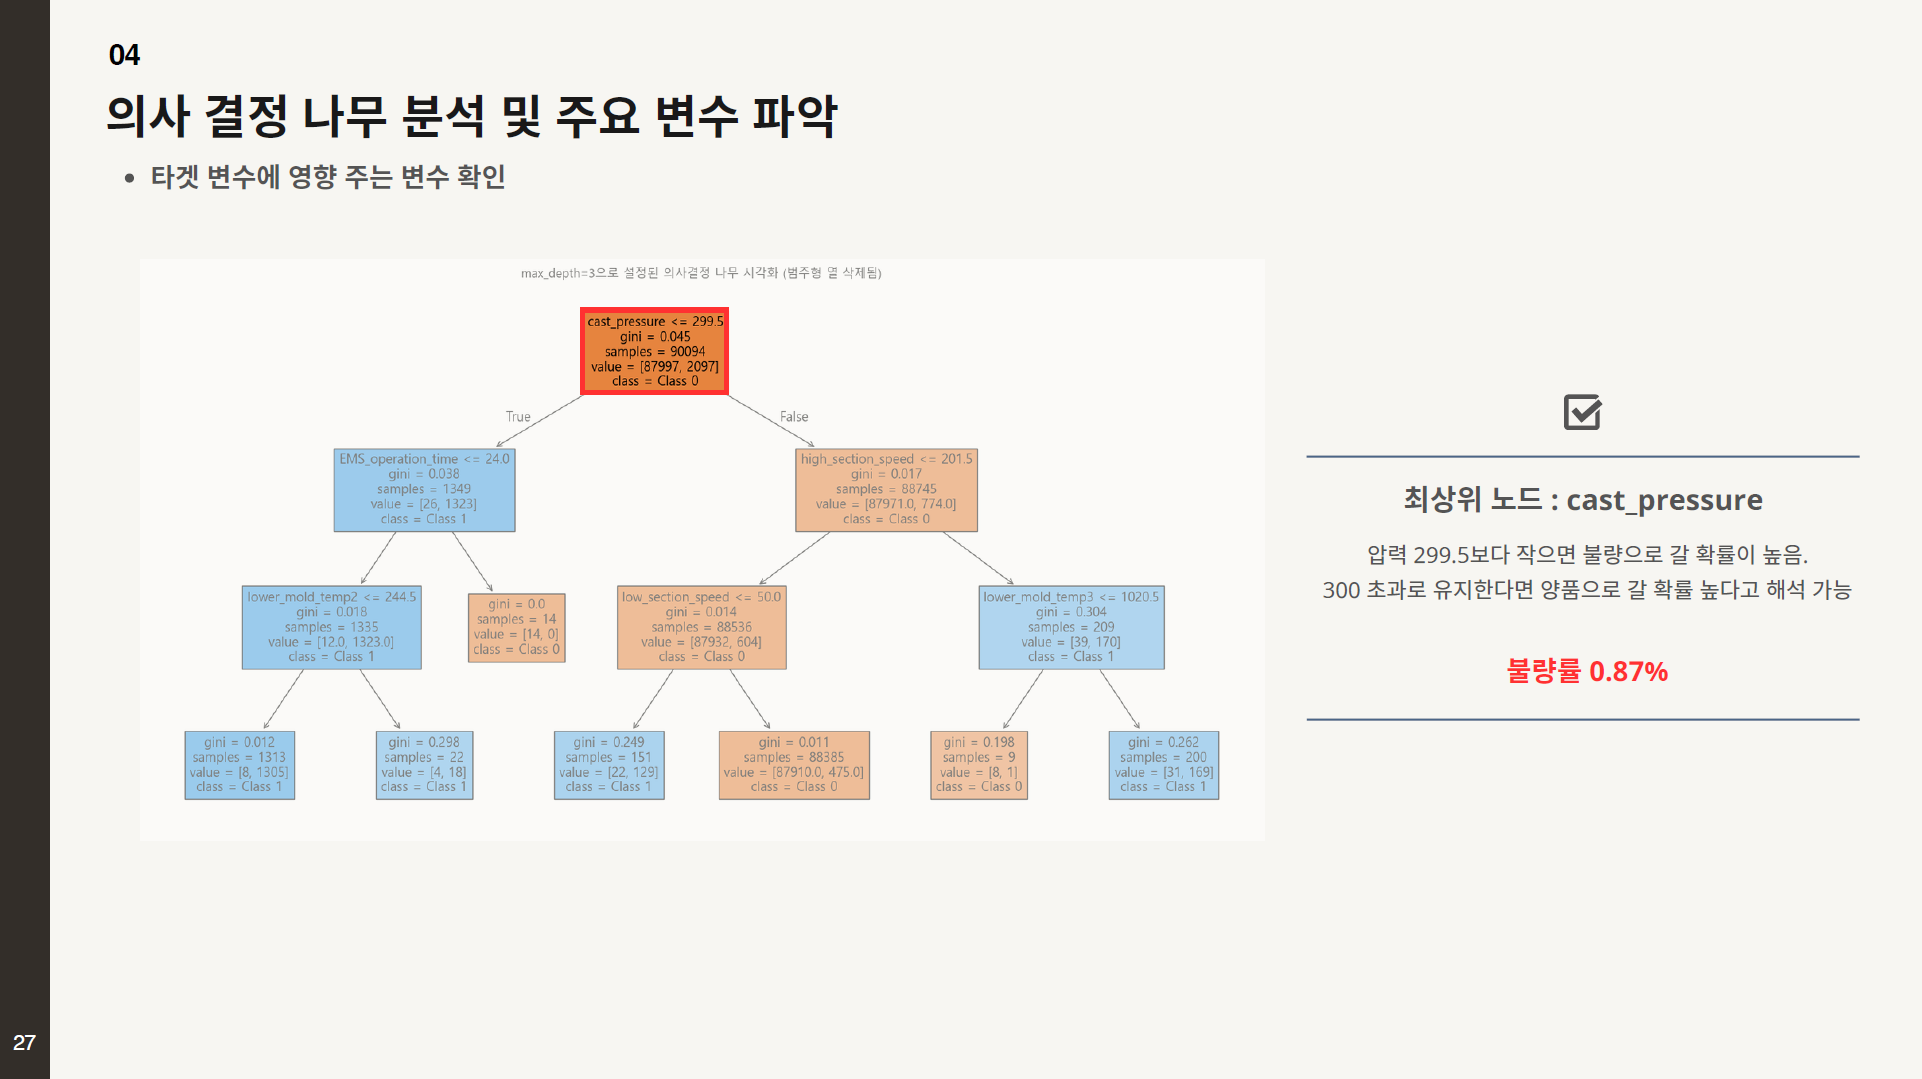 04
의사 결정 나무 분석 및 주요 변수 파악
• 타겟 변수에 영향 주는 변수 확인
max_depth=3으로 설정된 의사결정 나무 시각화 (범주형 열 삭제됨)
cast_pressure <= 299.5
gini = 0.045
samples = 90094
value = [87997, 2097]
class = Class 0
True
False
EMS_operation_time <= 24.0
gini = 0.038
samples = 1349
value = [26, 1323]
class = Class 1
high_section_speed <= 201.5
gini = 0.017
samples = 88745
value = [87971.0, 774.0]
class = Class 0
lower_mold_temp2 <= 244.5
gini = 0.018
samples = 1335
value = [12.0, 1323.0]
class = Class 1
gini = 0.0
samples = 14
value = [14, 0]
class = Class 0
low_section_speed <= 50.0
gini = 0.014
samples = 88536
value = [87932, 604]
class = Class 0
lower_mold_temp3 <= 1020.5
gini = 0.304
samples = 209
value = [39, 170]
class = Class 1
gini = 0.012
samples = 1313
value = [8, 1305]
class = Class 1
gini = 0.298
samples = 22
value = [4, 18]
class = Class 1
gini = 0.249
samples = 151
value = [22, 129]
class = Class 1
gini = 0.011
samples = 88385
value = [87910.0, 475.0]
class = Class 0
gini = 0.198
samples = 9
value = [8, 1]
class = Class 0
gini = 0.262
samples = 200
value = [31, 169]
class = Class 1
최상위 노드 : cast_pressure
압력 299.5보다 작으면 불량으로 갈 확률이 높음.
300 초과로 유지한다면 양품으로 갈 확률 높다고 해석 가능
불량률 0.87%
27